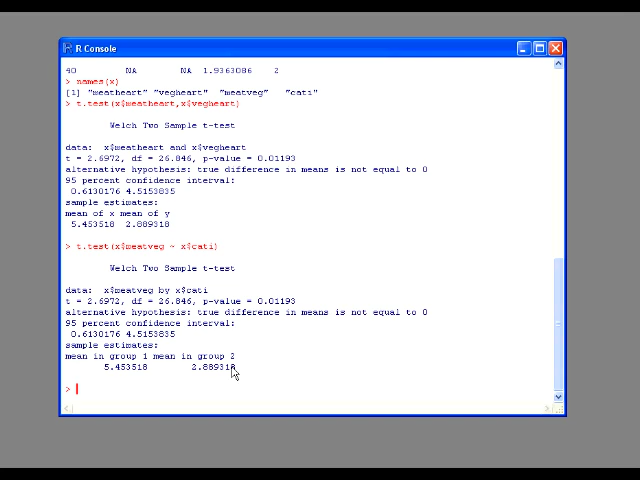 R Console
40 NA NA 1.9363086 2
> names(x)
[1] "meatheart" "vegheart" "meatveg" "cati"
> t.test(x$meatheart,x$vegheart)
Welch Two Sample t-test
data: x$meatheart and x$vegheart
t = 2.6972, df = 26.846, p-value = 0.01193
alternative hypothesis: true difference in means is not equal to 0
95 percent confidence interval:
0.6130176 4.5153835
sample estimates:
mean of x mean of y
5.453518 2.889318
> t.test(x$meatveg ~ x$cati)
Welch Two Sample t-test
data: x$meatveg by x$cati
t = 2.6972, df = 26.846, p-value = 0.01193
alternative hypothesis: true difference in means is not equal to 0
95 percent confidence interval:
0.6130176 4.5153835
sample estimates:
mean in group 1 mean in group 2
5.453518 2.889318
>